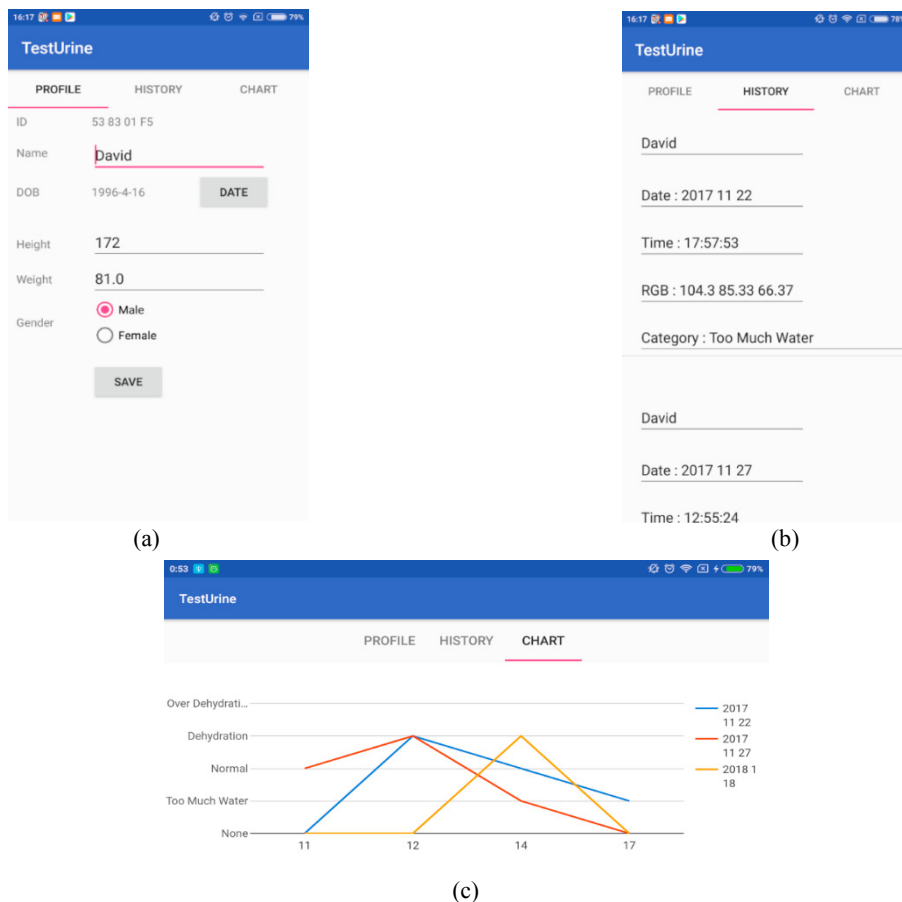 16:17 79%
TestUrine
PROFILE HISTORY CHART
ID 53 83 01 F5
Name David
DOB 1996-4-16 DATE
Height 172
Weight 81.0
Gender Male
Female
SAVE
(a)
16:17 78%
TestUrine
PROFILE HISTORY CHART
David
Date : 2017 11 22
Time : 17:57:53
RGB : 104.3 85.33 66.37
Category : Too Much Water
David
Date : 2017 11 27
Time : 12:55:24
(b)
0:53 79%
TestUrine
PROFILE HISTORY CHART
Over Dehydrati...
Dehydration
Normal
Too Much Water
None
11 12 14 17
2017
11 22
2017
11 27
2018 1
18
(c)